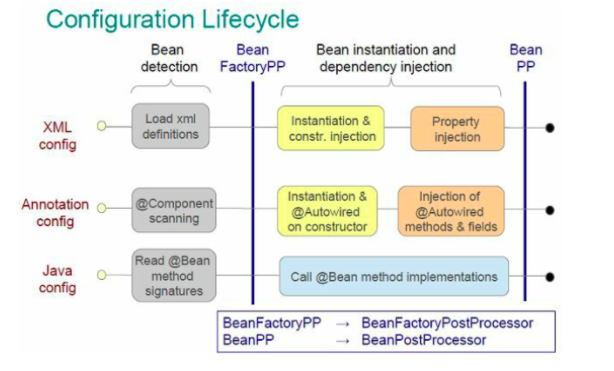 Configuration Lifecycle
Bean
detection
Bean
FactoryPP
Bean instantiation and
dependency injection
Bean
PP
XML
config
Load xml
definitions
Instantiation &
constr. injection
Property
injection
Annotation
config
@Component
scanning
Instantiation &
@Autowired
on constructor
Injection of
@Autowired
methods & fields
Java
config
Read @Bean
method
signatures
Call @Bean method implementations
BeanFactoryPP → BeanFactoryPostProcessor
BeanPP → BeanPostProcessor